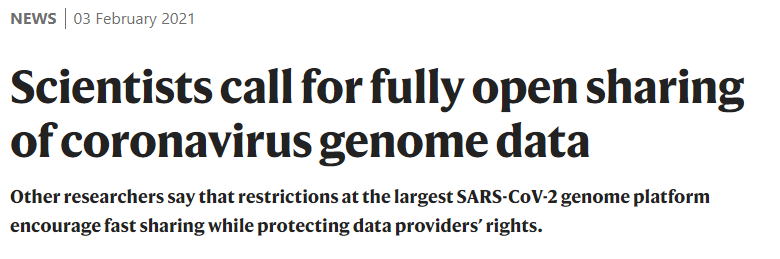 NEWS | 03 February 2021
Scientists call for fully open sharing
of coronavirus genome data
Other researchers say that restrictions at the largest SARS-CoV-2 genome platform
encourage fast sharing while protecting data providers’ rights.